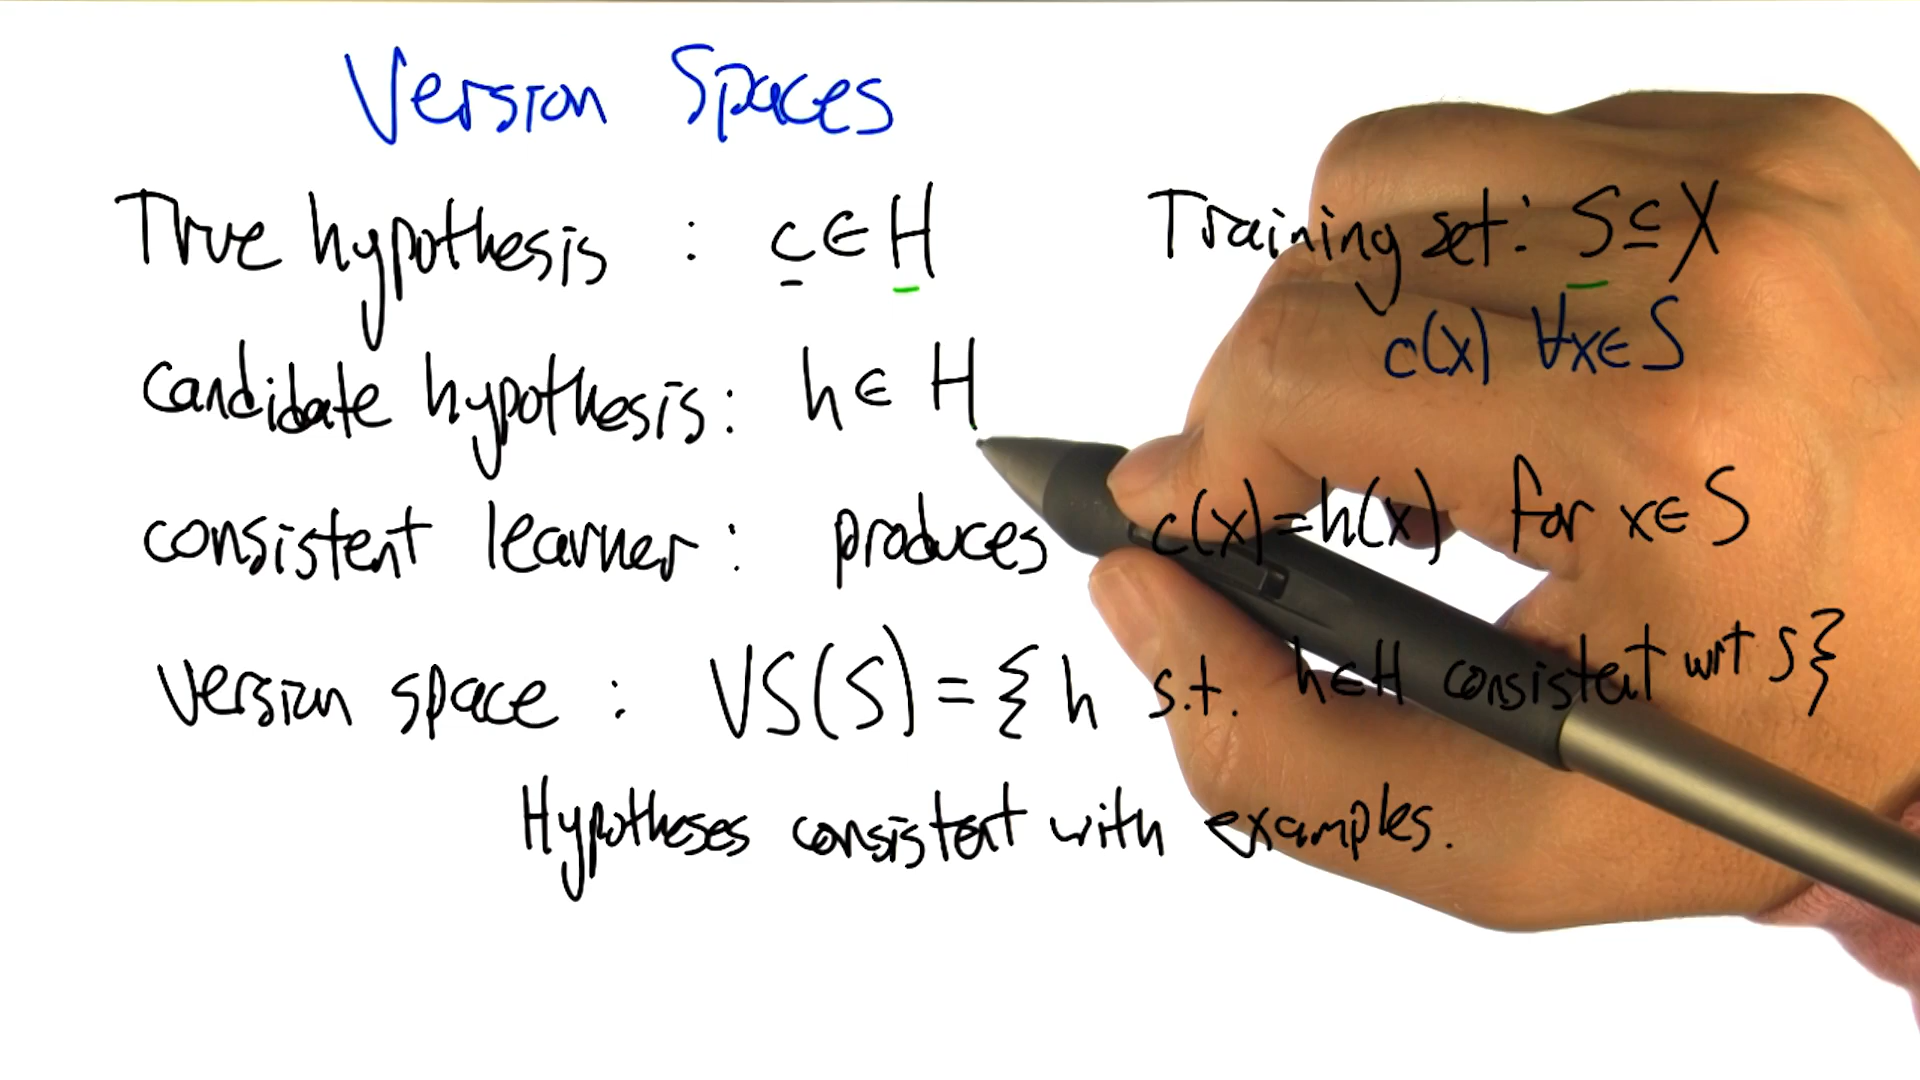 Version Spaces
True hypothesis : c ∈ H
Training set: S ⊆ X
c(x) ∀x∈S
candidate hypothesis: h ∈ H
consistent learner: produces c(x)=h(x) for x∈S
version space : VS(S) = { h s.t. h∈H consistent wrt S}
Hypotheses consistent with examples.